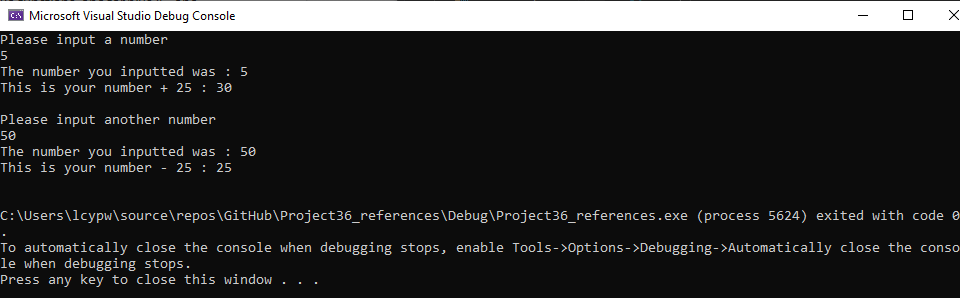 Microsoft Visual Studio Debug Console
Please input a number
5
The number you inputted was : 5
This is your number + 25 : 30
Please input another number
50
The number you inputted was : 50
This is your number - 25 : 25
C:\Users\lcypw\source\repos\GitHub\Project36_references\Debug\Project36_references.exe (process 5624) exited with code 0
.
To automatically close the console when debugging stops, enable Tools->Options->Debugging->Automatically close the conso
le when debugging stops.
Press any key to close this window . . .